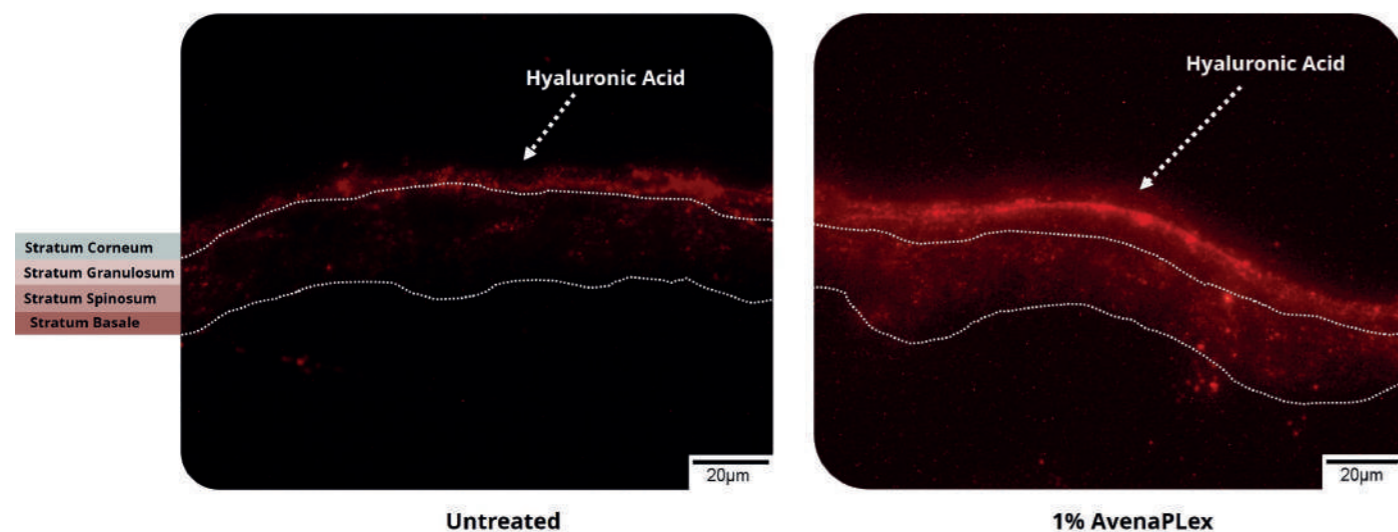 Hyaluronic Acid
Hyaluronic Acid
Stratum Corneum
Stratum Granulosum
Stratum Spinosum
Stratum Basale
20µm
20µm
Untreated
1% AvenaPLex